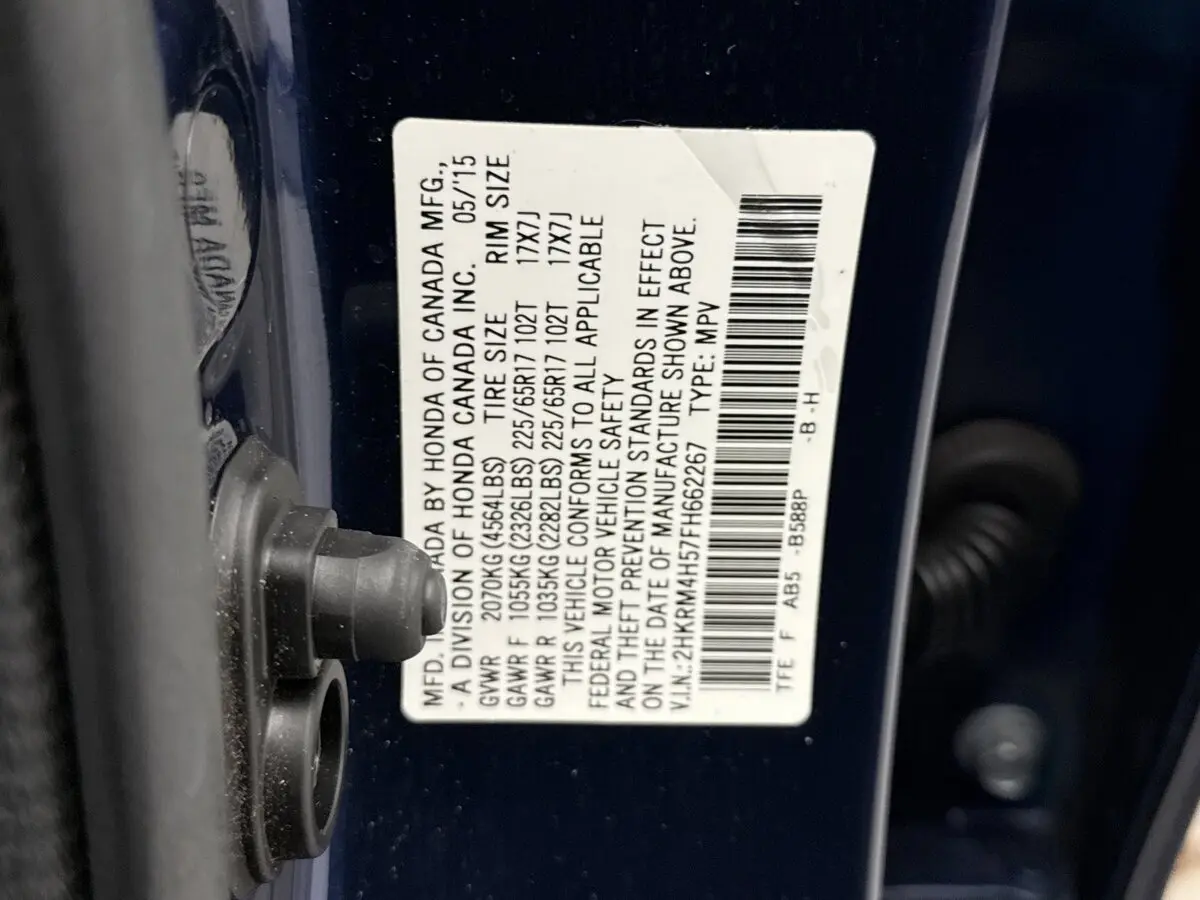 MFD. ADA BY HONDA OF CANADA MFG.,
- A DIVISION OF HONDA CANADA INC. 05/'15
GVWR 2070KG (4564LBS) TIRE SIZE RIM SIZE
GAWR F 1055KG (2326LBS) 225/65R17 102T 17X7J
GAWR R 1035KG (2282LBS) 225/65R17 102T 17X7J
THIS VEHICLE CONFORMS TO ALL APPLICABLE
FEDERAL MOTOR VEHICLE SAFETY
AND THEFT PREVENTION STANDARDS IN EFFECT
ON THE DATE OF MANUFACTURE SHOWN ABOVE.
V.I.N.: 2HKRM4H57FH662267 TYPE: MPV
TFE F AB5 -B588P -B -H